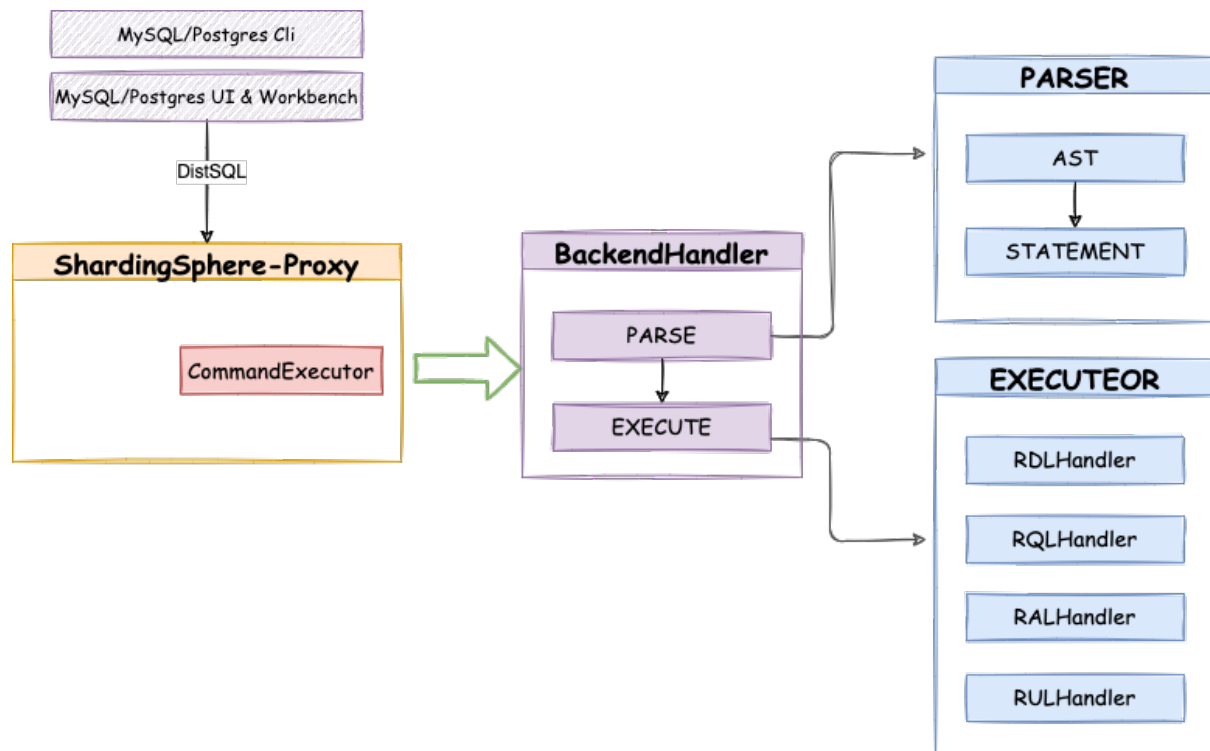 MySQL/Postgres Cli
MySQL/Postgres UI & Workbench
DistSQL
ShardingSphere-Proxy
CommandExecutor
BackendHandler
PARSE
EXECUTE
PARSER
AST
STATEMENT
EXECUTEOR
RDLHandler
RQLHandler
RALHandler
RULHandler